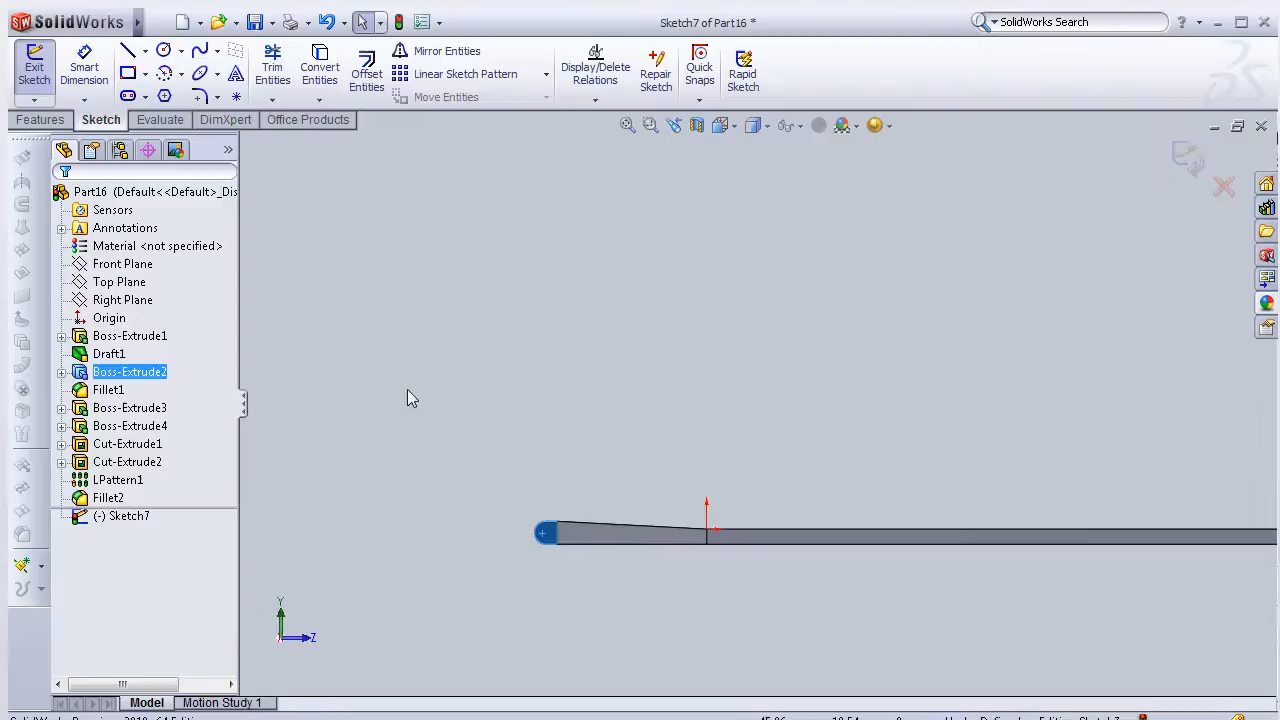 SolidWorks
Sketch7 of Part16 *
SolidWorks Search
Exit Sketch
Smart Dimension
Trim Entities
Convert Entities
Offset Entities
Mirror Entities
Linear Sketch Pattern
Move Entities
Display/Delete Relations
Repair Sketch
Quick Snaps
Rapid Sketch
Features
Sketch
Evaluate
DimXpert
Office Products
Part16 (Default<<Default>_Dis
Sensors
Annotations
Material <not specified>
Front Plane
Top Plane
Right Plane
Origin
Boss-Extrude1
Draft1
Boss-Extrude2
Fillet1
Boss-Extrude3
Boss-Extrude4
Cut-Extrude1
Cut-Extrude2
LPattern1
Fillet2
(-) Sketch7
Y
Z
Model
Motion Study 1